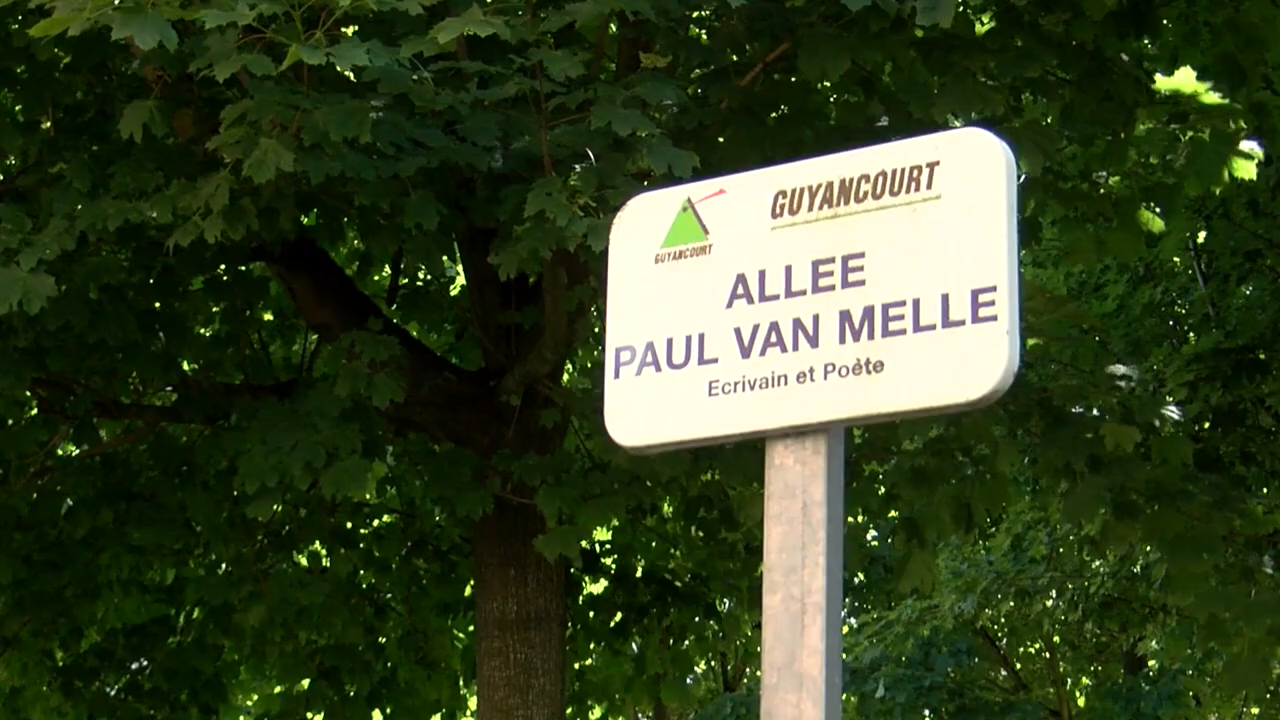 GUYANCOURT
GUYANCOURT
ALLEE
PAUL VAN MELLE
Ecrivain et Poète